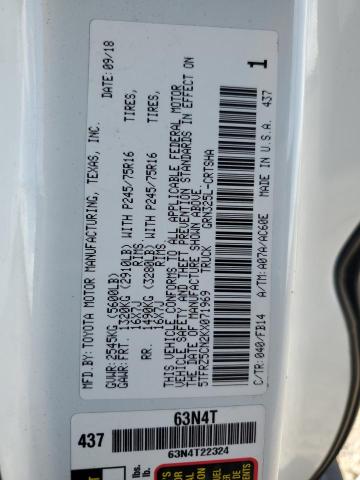 MFD. BY: TOYOTA MOTOR MANUFACTURING, TEXAS, INC. DATE: 09/18
GVWR: 2545KG (5600LB)
GAWR: FRT. 1320KG (2910LB) WITH P245/75R16 TIRES,
16X7J RIMS
RR. 1490KG (3280LB) WITH P245/75R16 TIRES,
16X7J RIMS
THIS VEHICLE CONFORMS TO ALL APPLICABLE FEDERAL MOTOR
VEHICLE SAFETY AND THEFT PREVENTION STANDARDS IN EFFECT ON
THE DATE OF MANUFACTURE SHOWN ABOVE.
5TFRZ5CN2KX071969 TRUCK GRN325L-CRTSHA
1
437
C/TR: 040/FB14 A/TM: A07A/AC60E MADE IN U.S.A.
437
63N4T
63N4T22324
lbs.
lb.